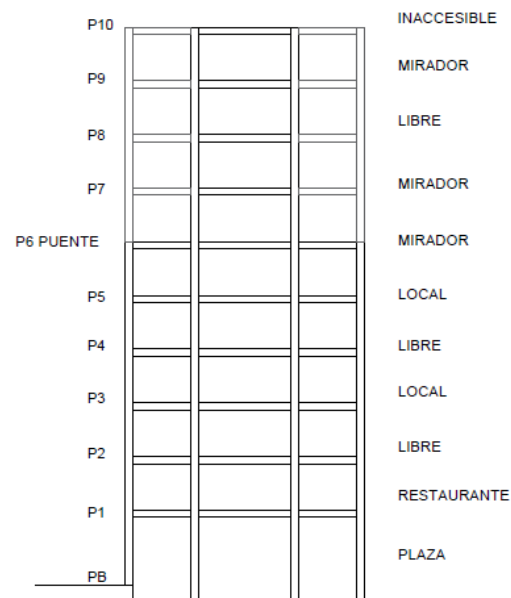 P10 INACCESIBLE
P9 MIRADOR
P8 LIBRE
P7 MIRADOR
P6 PUENTE MIRADOR
P5 LOCAL
P4 LIBRE
P3 LOCAL
P2 LIBRE
P1 RESTAURANTE
PB PLAZA